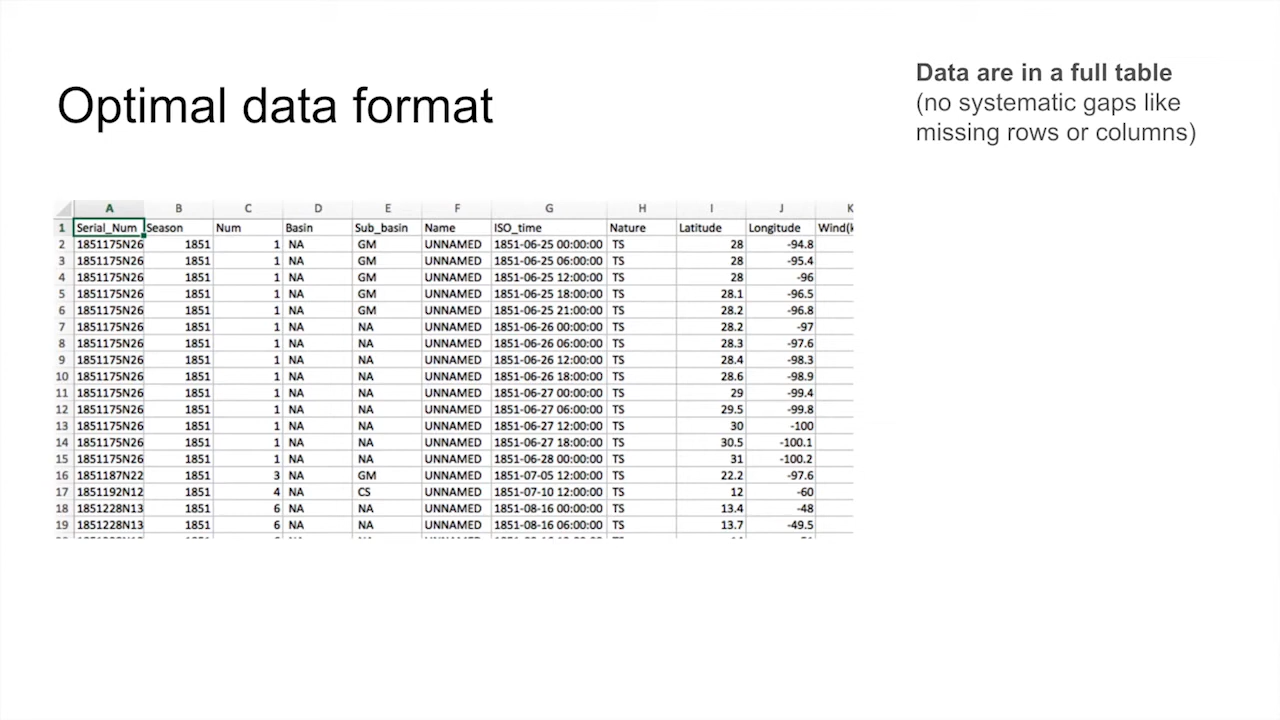 Optimal data format
Data are in a full table
(no systematic gaps like
missing rows or columns)
A B C D E F G H I J K
1 Serial_Num Season Num Basin Sub_basin Name ISO_time Nature Latitude Longitude Wind(k
2 1851175N26 1851 1 NA GM UNNAMED 1851-06-25 00:00:00 TS 28 -94.8
3 1851175N26 1851 1 NA GM UNNAMED 1851-06-25 06:00:00 TS 28 -95.4
4 1851175N26 1851 1 NA GM UNNAMED 1851-06-25 12:00:00 TS 28 -96
5 1851175N26 1851 1 NA GM UNNAMED 1851-06-25 18:00:00 TS 28.1 -96.5
6 1851175N26 1851 1 NA GM UNNAMED 1851-06-25 21:00:00 TS 28.2 -96.8
7 1851175N26 1851 1 NA NA UNNAMED 1851-06-26 00:00:00 TS 28.2 -97
8 1851175N26 1851 1 NA NA UNNAMED 1851-06-26 06:00:00 TS 28.3 -97.6
9 1851175N26 1851 1 NA NA UNNAMED 1851-06-26 12:00:00 TS 28.4 -98.3
10 1851175N26 1851 1 NA NA UNNAMED 1851-06-26 18:00:00 TS 28.6 -98.9
11 1851175N26 1851 1 NA NA UNNAMED 1851-06-27 00:00:00 TS 29 -99.4
12 1851175N26 1851 1 NA NA UNNAMED 1851-06-27 06:00:00 TS 29.5 -99.8
13 1851175N26 1851 1 NA NA UNNAMED 1851-06-27 12:00:00 TS 30 -100
14 1851175N26 1851 1 NA NA UNNAMED 1851-06-27 18:00:00 TS 30.5 -100.1
15 1851175N26 1851 1 NA NA UNNAMED 1851-06-28 00:00:00 TS 31 -100.2
16 1851187N22 1851 3 NA GM UNNAMED 1851-07-05 12:00:00 TS 22.2 -97.6
17 1851192N12 1851 4 NA CS UNNAMED 1851-07-10 12:00:00 TS 12 -60
18 1851228N13 1851 6 NA NA UNNAMED 1851-08-16 00:00:00 TS 13.4 -48
19 1851228N13 1851 6 NA NA UNNAMED 1851-08-16 06:00:00 TS 13.7 -49.5